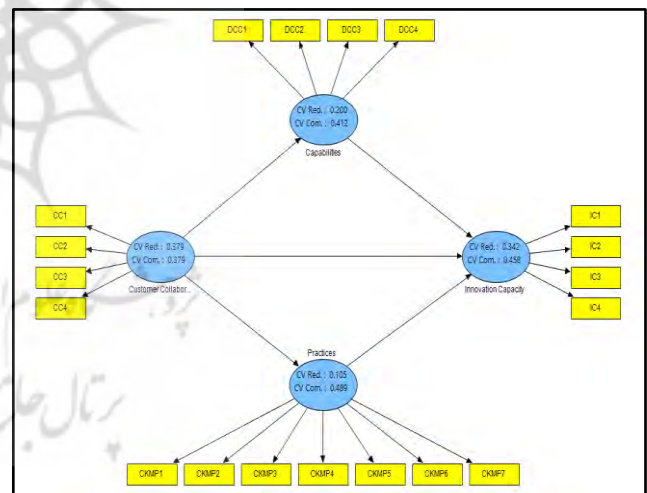 DCC1 DCC2 DCC3 DCC4
CV Red. : 0.200
CV Com. : 0.412
Capabilities
CC1
CC2
CC3
CC4
CV Red. : 0.379
CV Com. : 0.379
Customer Collabor...
CV Red. : 0.342
CV Com. : 0.458
Innovation Capacity
IC1
IC2
IC3
IC4
Practices
CV Red. : 0.105
CV Com. : 0.489
CKMP1 CKMP2 CKMP3 CKMP4 CKMP5 CKMP6 CKMP7